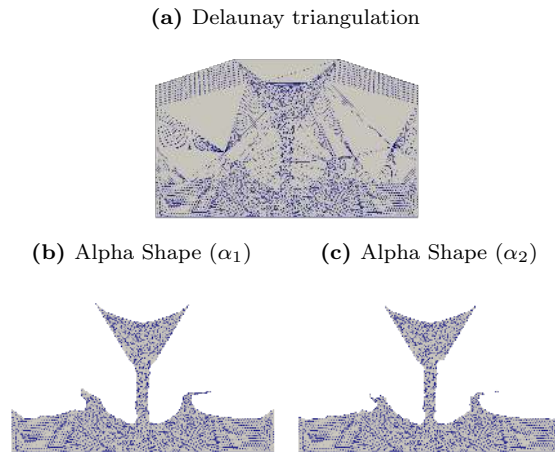 (a) Delaunay triangulation
(b) Alpha Shape (α₁)
(c) Alpha Shape (α₂)